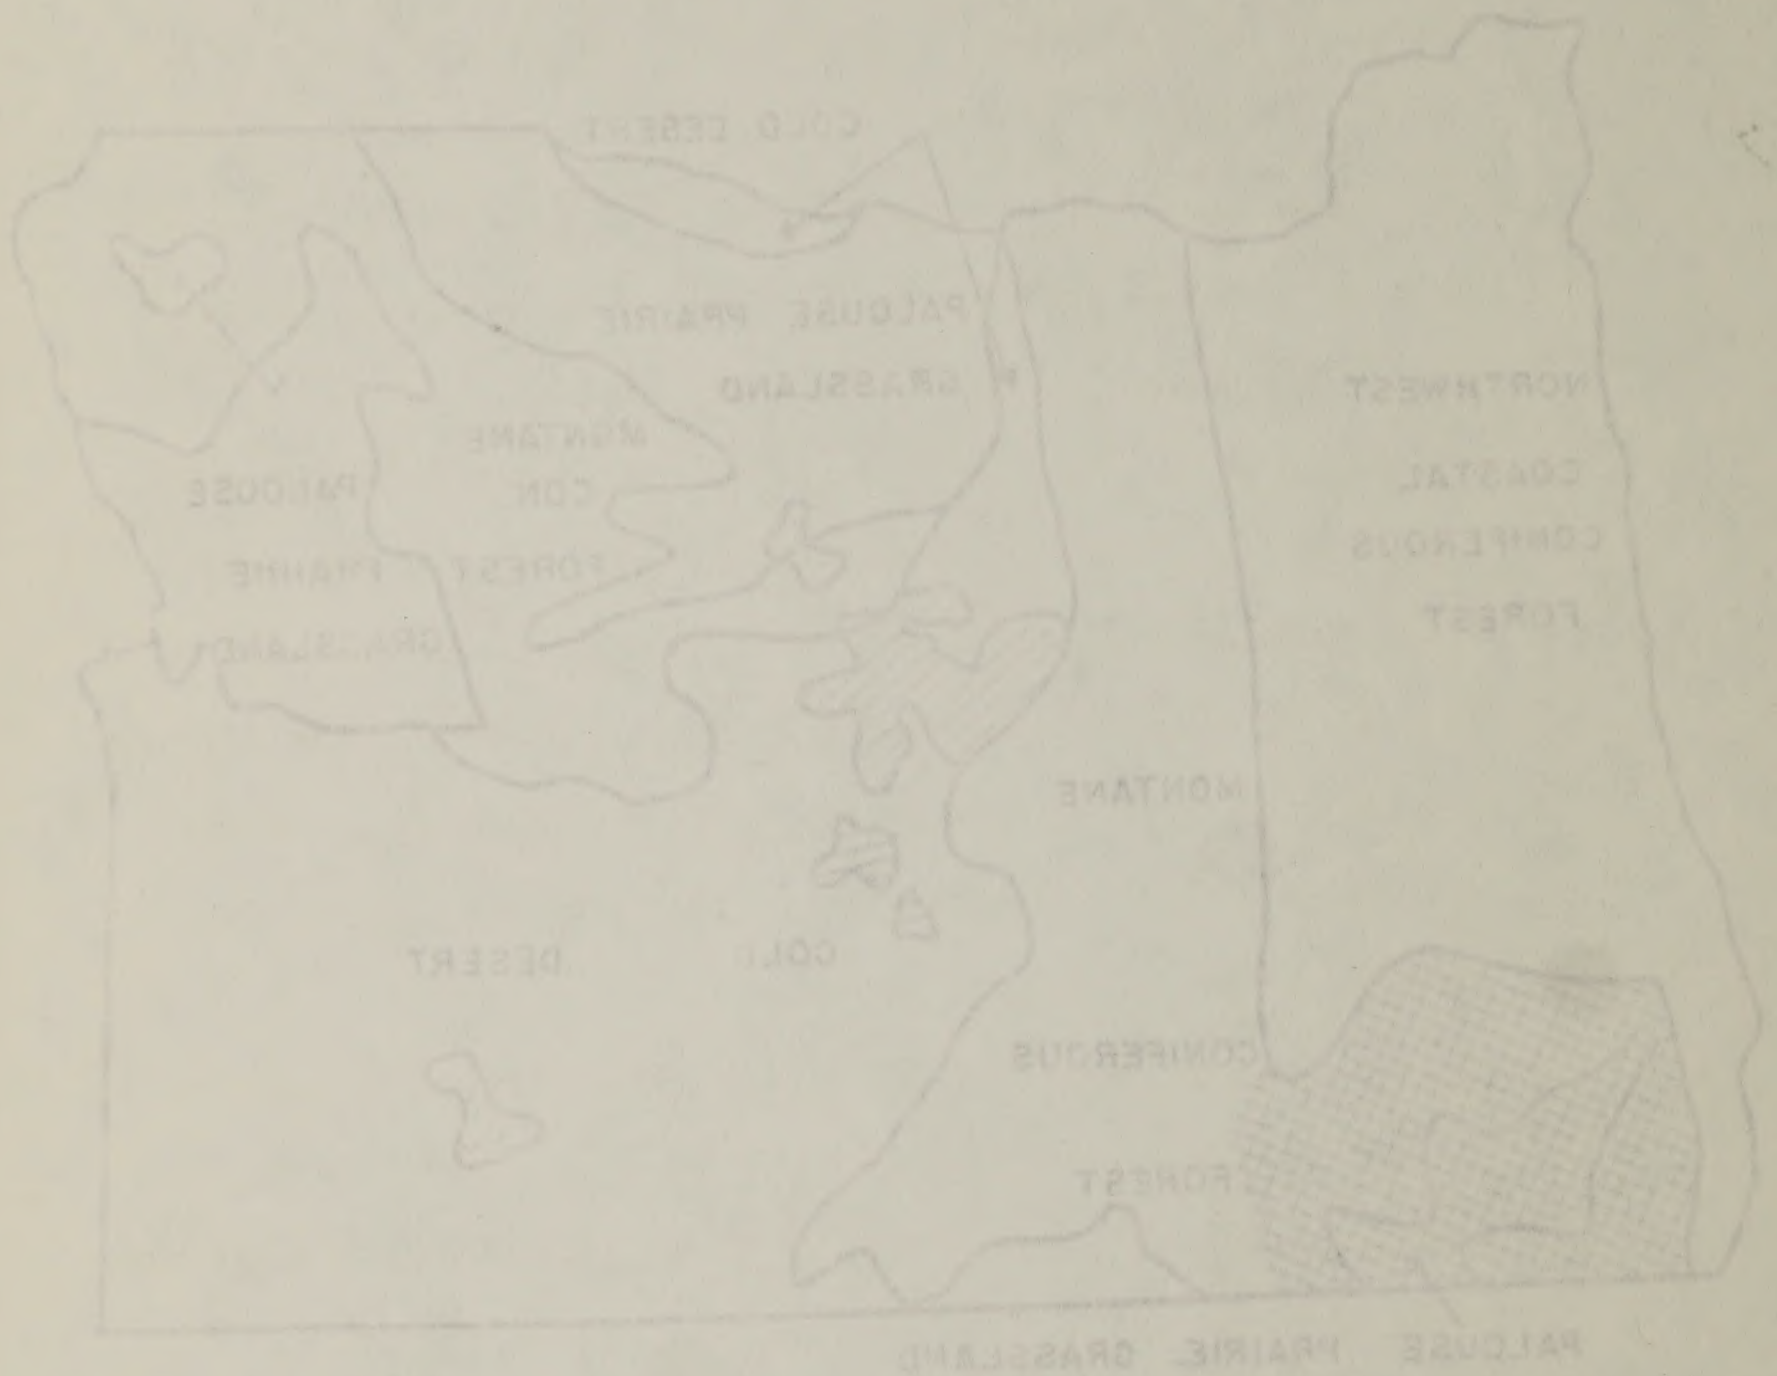 COLD DESERT
PALOUSE PRAIRIE
GRASSLAND
NORTHWEST
COASTAL
CONIFEROUS
FOREST
MONTANE
CON
FOREST
PALOUSE
PRAIRIE
GRASSLAND
MONTANE
CONIFEROUS
FOREST
COLD DESERT
PALOUSE PRAIRIE GRASSLAND